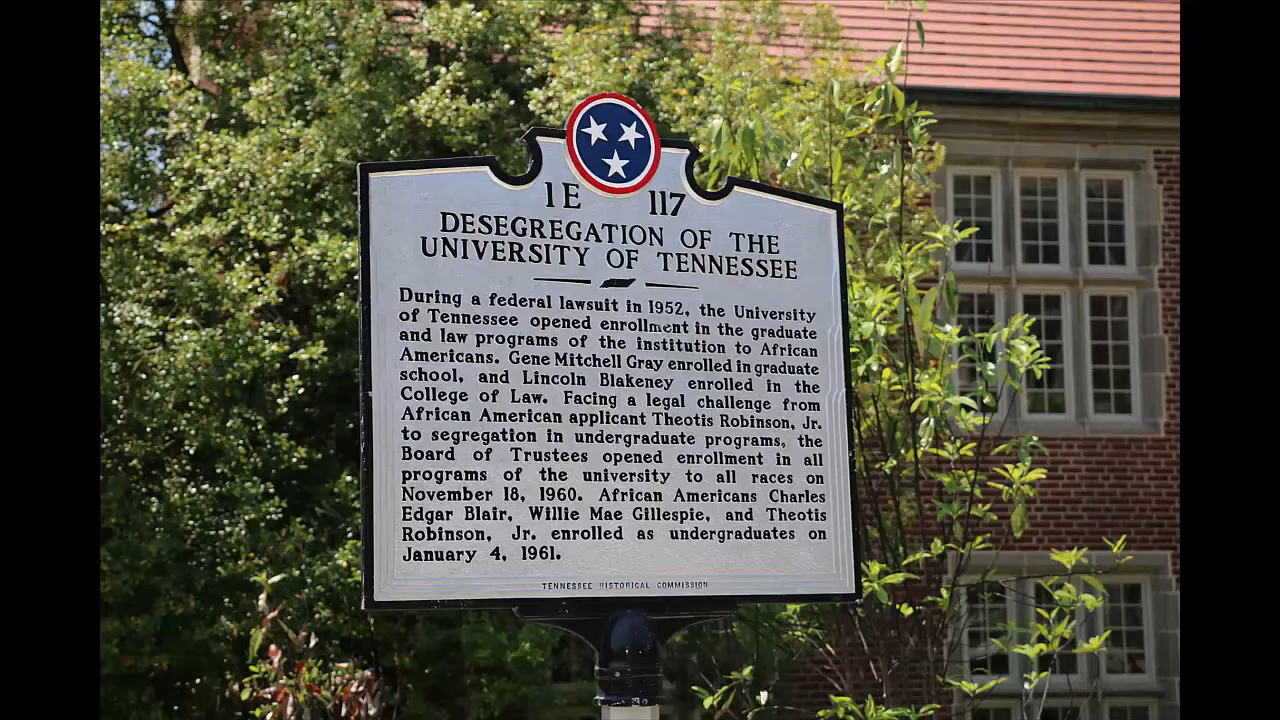 1E 117
DESEGREGATION OF THE
UNIVERSITY OF TENNESSEE
During a federal lawsuit in 1952, the University
of Tennessee opened enrollment in the graduate
and law programs of the institution to African
Americans. Gene Mitchell Gray enrolled in graduate
school, and Lincoln Blakeney enrolled in the
College of Law. Facing a legal challenge from
African American applicant Theotis Robinson, Jr.
to segregation in undergraduate programs, the
Board of Trustees opened enrollment in all
programs of the university to all races on
November 18, 1960. African Americans Charles
Edgar Blair, Willie Mae Gillespie, and Theotis
Robinson, Jr. enrolled as undergraduates on
January 4, 1961.
TENNESSEE HISTORICAL COMMISSION